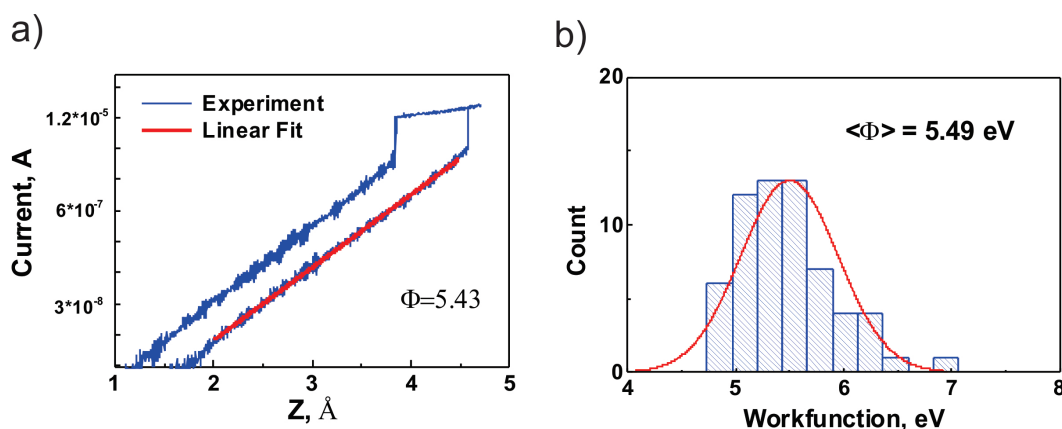 a)
Experiment
Linear Fit
Current, A
1.2*10⁻⁵
6*10⁻⁷
3*10⁻⁸
Φ=5.43
1 2 3 4 5
Z, Å
b)
<Φ> = 5.49 eV
Count
20
10
0
4 5 6 7 8
Workfunction, eV